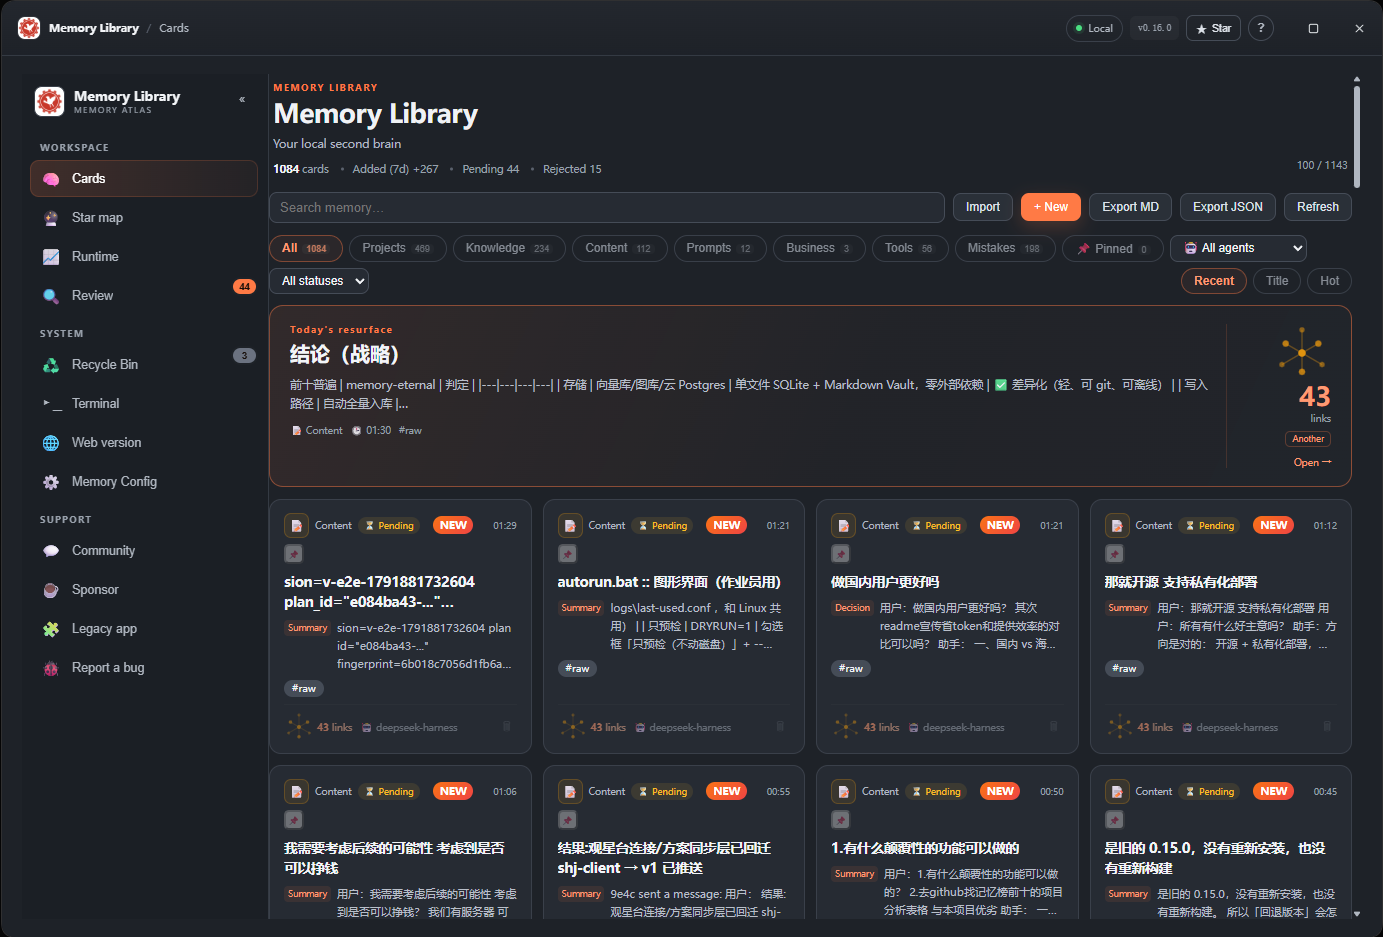 Memory Library / Cards
Local
v0. 16. 0
★ Star
?
Memory Library
MEMORY ATLAS
«
WORKSPACE
Cards
Star map
Runtime
Review
44
SYSTEM
Recycle Bin
3
Terminal
Web version
Memory Config
SUPPORT
Community
Sponsor
Legacy app
Report a bug
MEMORY LIBRARY
Memory Library
Your local second brain
1084 cards • Added (7d) +267 • Pending 44 • Rejected 15
100 / 1143
Search memory...
Import
+ New
Export MD
Export JSON
Refresh
All 1084
Projects 469
Knowledge 234
Content 112
Prompts 12
Business 3
Tools 56
Mistakes 198
Pinned 0
All agents
All statuses
Recent
Title
Hot
Today's resurface
结论（战略）
前十普遍 | memory-eternal | 判定 | |---|---|---|---| | 存储 | 向量库/图库/云 Postgres | 单文件 SQLite + Markdown Vault，零外部依赖 | ✅ 差异化（轻、可 git、可离线） | | 写入
路径 | 自动全量入库 |...
Content 01:30 #raw
43
links
Another
Open →
Content
Pending
NEW
01:29
sion=v-e2e-1791881732604
plan_id="e084ba43-..."...
Summary
sion=v-e2e-1791881732604 plan
id="e084ba43-..."
fingerprint=6b018c7056d1fb6a...
#raw
43 links
deepseek-harness
Content
Pending
NEW
01:21
autorun.bat :: 图形界面（作业员用）
Summary
logs\last-used.conf ，和 Linux 共
用） | | 只预检 | DRYRUN=1 | 勾选
框「只预检（不动磁盘）」+ --...
#raw
43 links
deepseek-harness
Content
Pending
NEW
01:21
做国内用户更好吗
Decision
用户：做国内用户更好吗？ 其次
readme宣传首token和提供效率的对
比可以吗？ 助手： 一、国内 vs 海...
#raw
43 links
deepseek-harness
Content
Pending
NEW
01:12
那就开源 支持私有化部署
Summary
用户：那就开源 支持私有化部署 用
户：所有有什么好主意吗？ 助手：方
向是对的： 开源 + 私有化部署，...
#raw
43 links
deepseek-harness
Content
Pending
NEW
01:06
我需要考虑后续的可能性 考虑到是否
可以挣钱
Summary
用户：我需要考虑后续的可能性 考虑
到是否可以挣钱？ 我们有服务器 可
Content
Pending
NEW
00:55
结果:观星台连接/方案同步层已回迁
shj-client → v1 已推送
Summary
9e4c sent a message: 用户： 结果:
观星台连接/方案同步层已回迁 shj-
Content
Pending
NEW
00:50
1.有什么颠覆性的功能可以做的
Summary
用户：1.有什么颠覆性的功能可以做
的？ 2.去github找记忆榜前十的项目
分析表格 与本项目优劣 助手： 一...
Content
Pending
NEW
00:45
是旧的 0.15.0，没有重新安装，也没
有重新构建
Summary
是旧的 0.15.0，没有重新安装，也没
有重新构建。 所以「回退版本」会怎